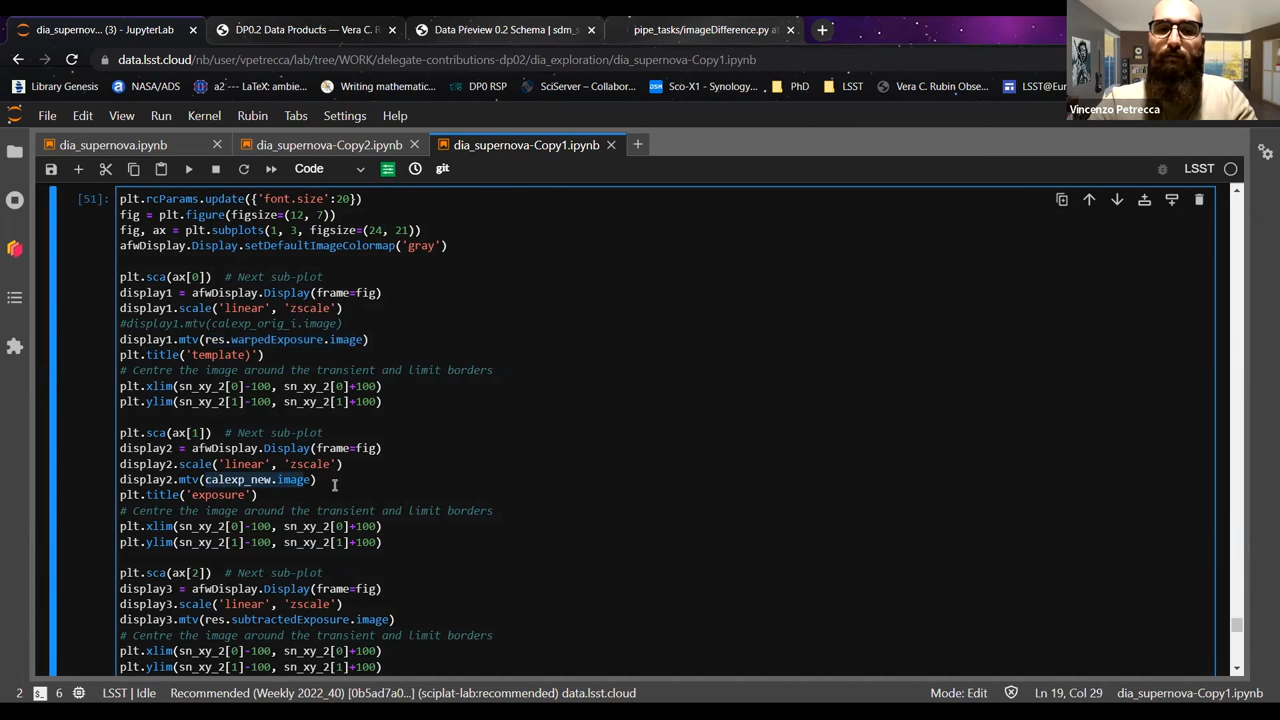 dia_supernov... (3) - JupyterLab
DP0.2 Data Products — Vera C. R
Data Preview 0.2 Schema | sdm_s
pipe_tasks/imageDifference.py at
data.lsst.cloud/nb/user/vpetrecca/lab/tree/WORK/delegate-contributions-dp02/dia_exploration/dia_supernova-Copy1.ipynb
Library Genesis
NASA/ADS
a2 --- LaTeX: ambie...
Writing mathematic...
DP0 RSP
SciServer – Collabor...
Sco-X1 - Synology...
PhD
LSST
Vera C. Rubin Obse...
LSST@Eur
Vincenzo Petrecca
File Edit View Run Kernel Rubin Tabs Settings Help
dia_supernova.ipynb
dia_supernova-Copy2.ipynb
dia_supernova-Copy1.ipynb
Code
git
LSST
[51]:
plt.rcParams.update({'font.size':20})
fig = plt.figure(figsize=(12, 7))
fig, ax = plt.subplots(1, 3, figsize=(24, 21))
afwDisplay.Display.setDefaultImageColormap('gray')
plt.sca(ax[0])  # Next sub-plot
display1 = afwDisplay.Display(frame=fig)
display1.scale('linear', 'zscale')
#display1.mtv(calexp_orig_i.image)
display1.mtv(res.warpedExposure.image)
plt.title('template)')
# Centre the image around the transient and limit borders
plt.xlim(sn_xy_2[0]-100, sn_xy_2[0]+100)
plt.ylim(sn_xy_2[1]-100, sn_xy_2[1]+100)
plt.sca(ax[1])  # Next sub-plot
display2 = afwDisplay.Display(frame=fig)
display2.scale('linear', 'zscale')
display2.mtv(calexp_new.image)
plt.title('exposure')
# Centre the image around the transient and limit borders
plt.xlim(sn_xy_2[0]-100, sn_xy_2[0]+100)
plt.ylim(sn_xy_2[1]-100, sn_xy_2[1]+100)
plt.sca(ax[2])  # Next sub-plot
display3 = afwDisplay.Display(frame=fig)
display3.scale('linear', 'zscale')
display3.mtv(res.subtractedExposure.image)
# Centre the image around the transient and limit borders
plt.xlim(sn_xy_2[0]-100, sn_xy_2[0]+100)
plt.ylim(sn_xy_2[1]-100, sn_xy_2[1]+100)
2
6
LSST | Idle
Recommended (Weekly 2022_40) [0b5ad7a0...] (sciplat-lab:recommended) data.lsst.cloud
Mode: Edit
Ln 19, Col 29
dia_supernova-Copy1.ipynb